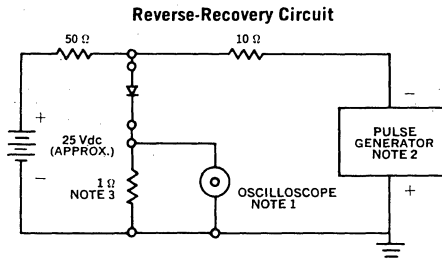 Reverse-Recovery Circuit
50 Ω
10 Ω
+
25 Vdc
(APPROX.)
−
1 Ω
NOTE 3
OSCILLOSCOPE
NOTE 1
−
PULSE
GENERATOR
NOTE 2
+